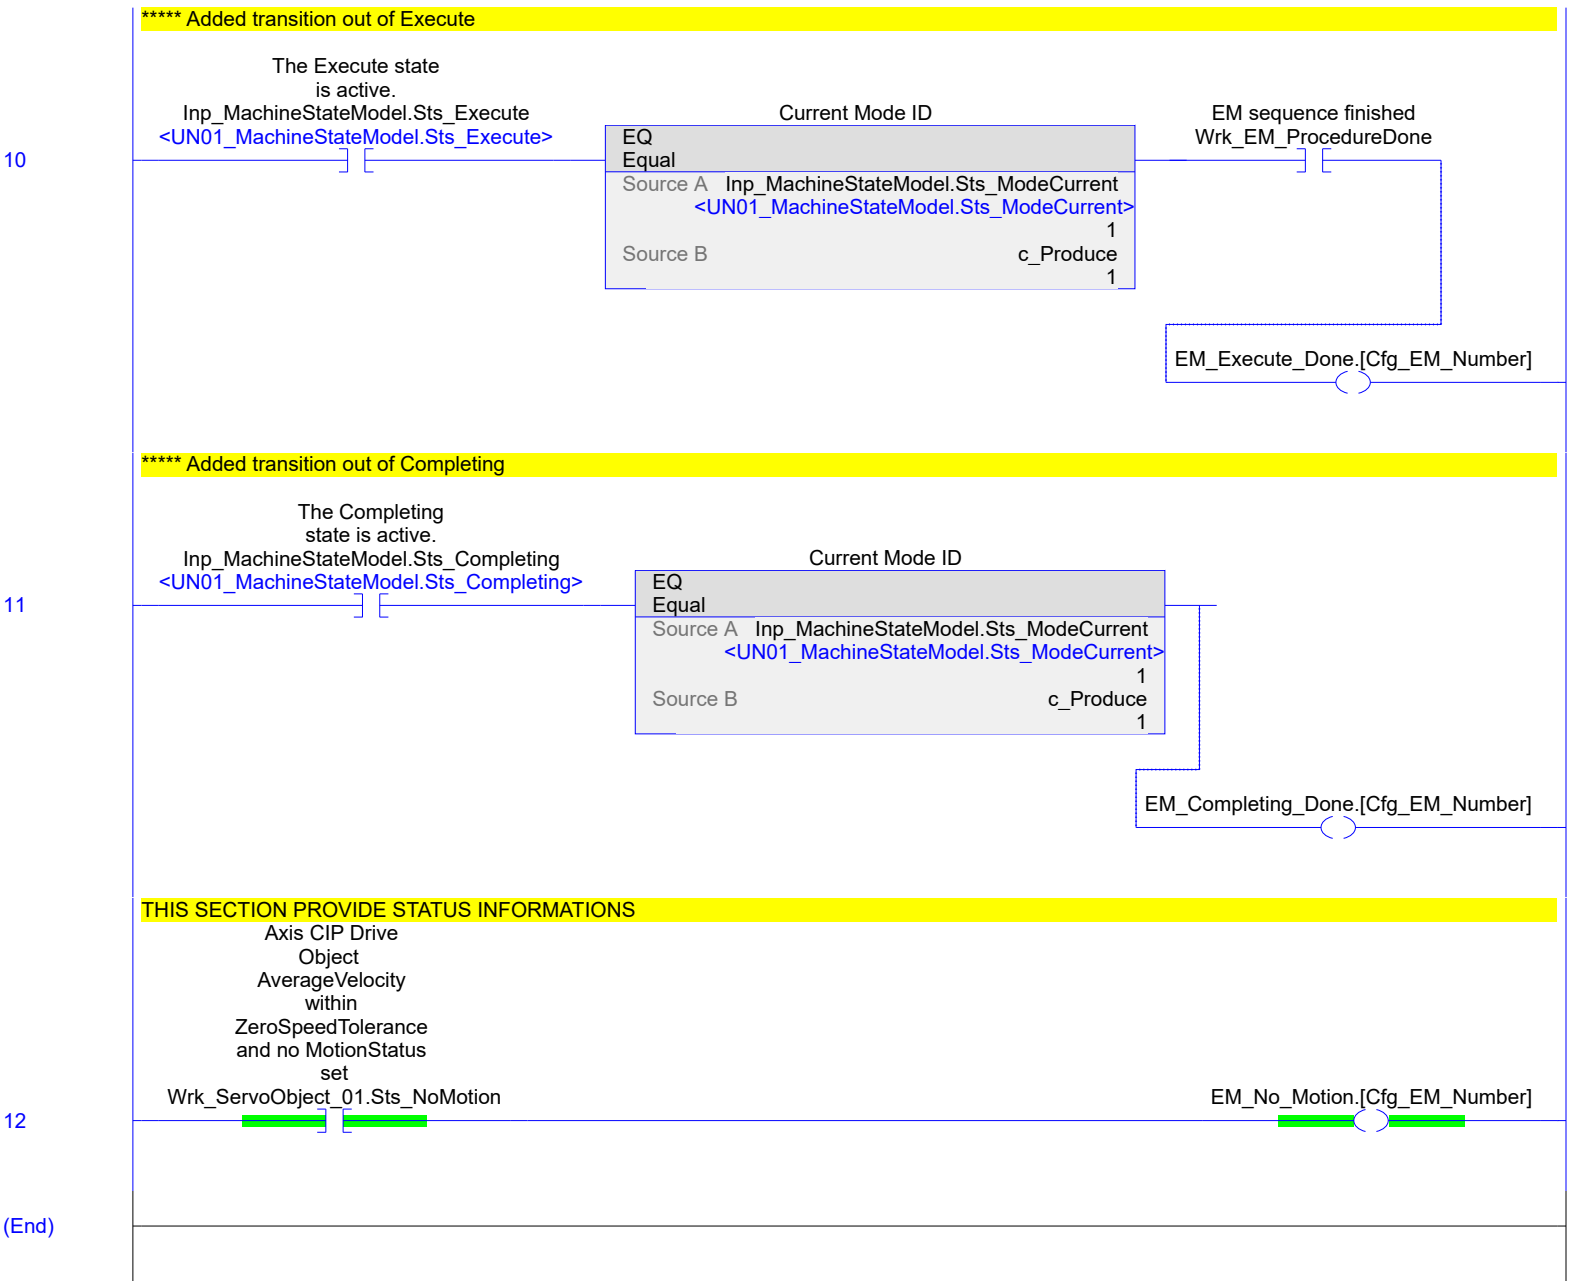 ***** Added transition out of Execute
The Execute state
is active.
Inp_MachineStateModel.Sts_Execute
<UN01_MachineStateModel.Sts_Execute>
Current Mode ID
EM sequence finished
Wrk_EM_ProcedureDone
10
EQ
Equal
Source A Inp_MachineStateModel.Sts_ModeCurrent
<UN01_MachineStateModel.Sts_ModeCurrent>
1
Source B c_Produce
1
EM_Execute_Done.[Cfg_EM_Number]
***** Added transition out of Completing
The Completing
state is active.
Inp_MachineStateModel.Sts_Completing
<UN01_MachineStateModel.Sts_Completing>
Current Mode ID
11
EQ
Equal
Source A Inp_MachineStateModel.Sts_ModeCurrent
<UN01_MachineStateModel.Sts_ModeCurrent>
1
Source B c_Produce
1
EM_Completing_Done.[Cfg_EM_Number]
THIS SECTION PROVIDE STATUS INFORMATIONS
Axis CIP Drive
Object
AverageVelocity
within
ZeroSpeedTolerance
and no MotionStatus
set
Wrk_ServoObject_01.Sts_NoMotion
EM_No_Motion.[Cfg_EM_Number]
12
(End)